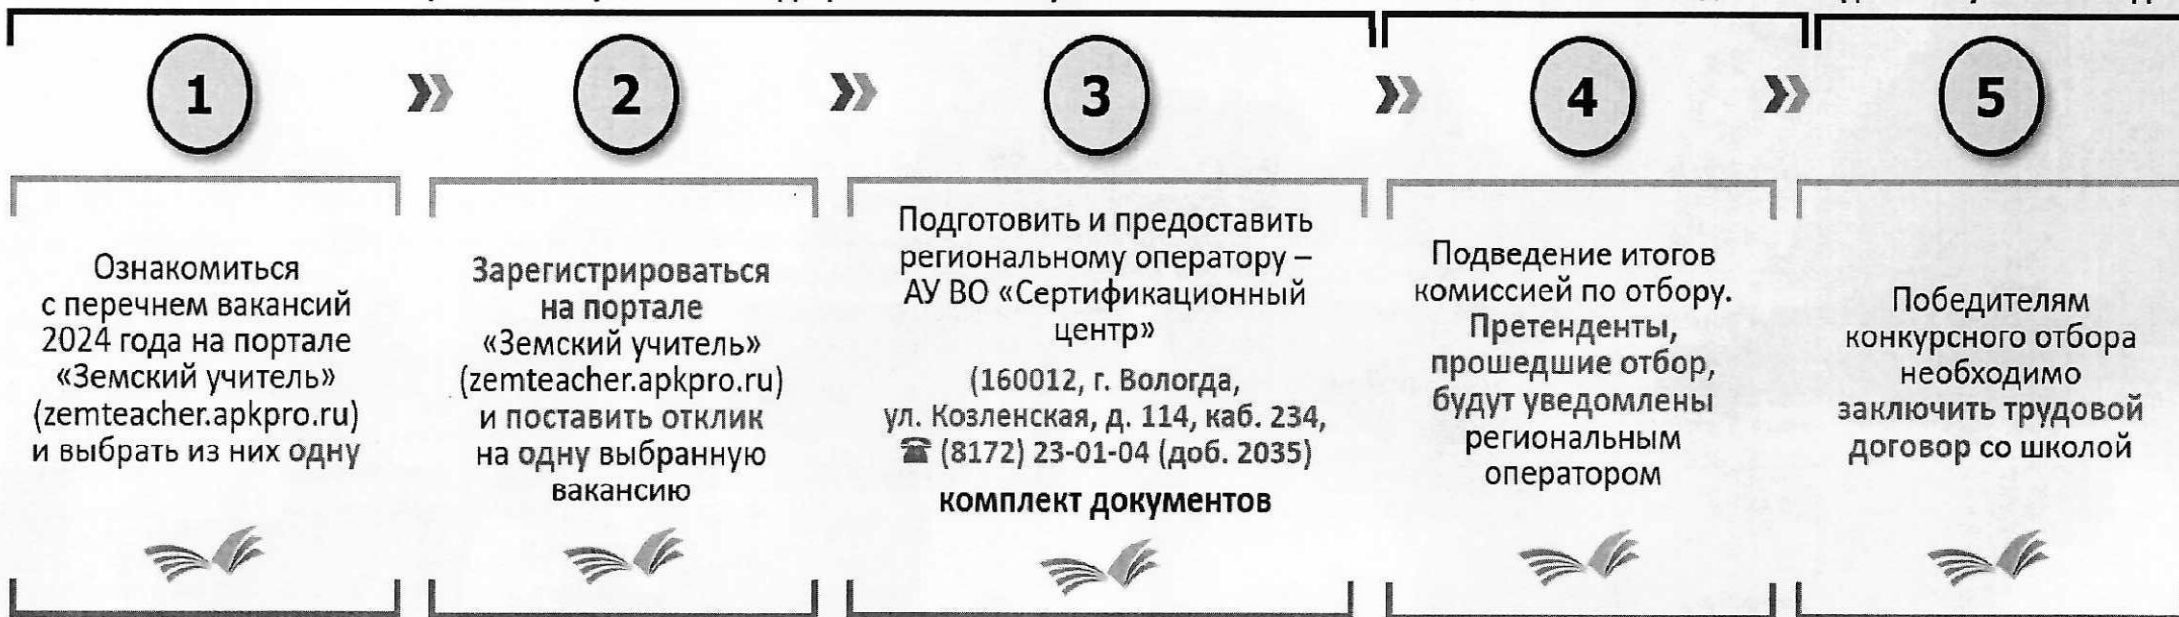 1
2
3
4
5
Ознакомиться
с перечнем вакансий
2024 года на портале
«Земский учитель»
(zemteacher.apkpro.ru)
и выбрать из них одну
Зарегистрироваться
на портале
«Земский учитель»
(zemteacher.apkpro.ru)
и поставить отклик
на одну выбранную
вакансию
Подготовить и предоставить
региональному оператору –
АУ ВО «Сертификационный
центр»
(160012, г. Вологда,
ул. Козленская, д. 114, каб. 234,
☎ (8172) 23-01-04 (доб. 2035)
комплект документов
Подведение итогов
комиссией по отбору.
Претенденты,
прошедшие отбор,
будут уведомлены
региональным
оператором
Победителям
конкурсного отбора
необходимо
заключить трудовой
договор со школой